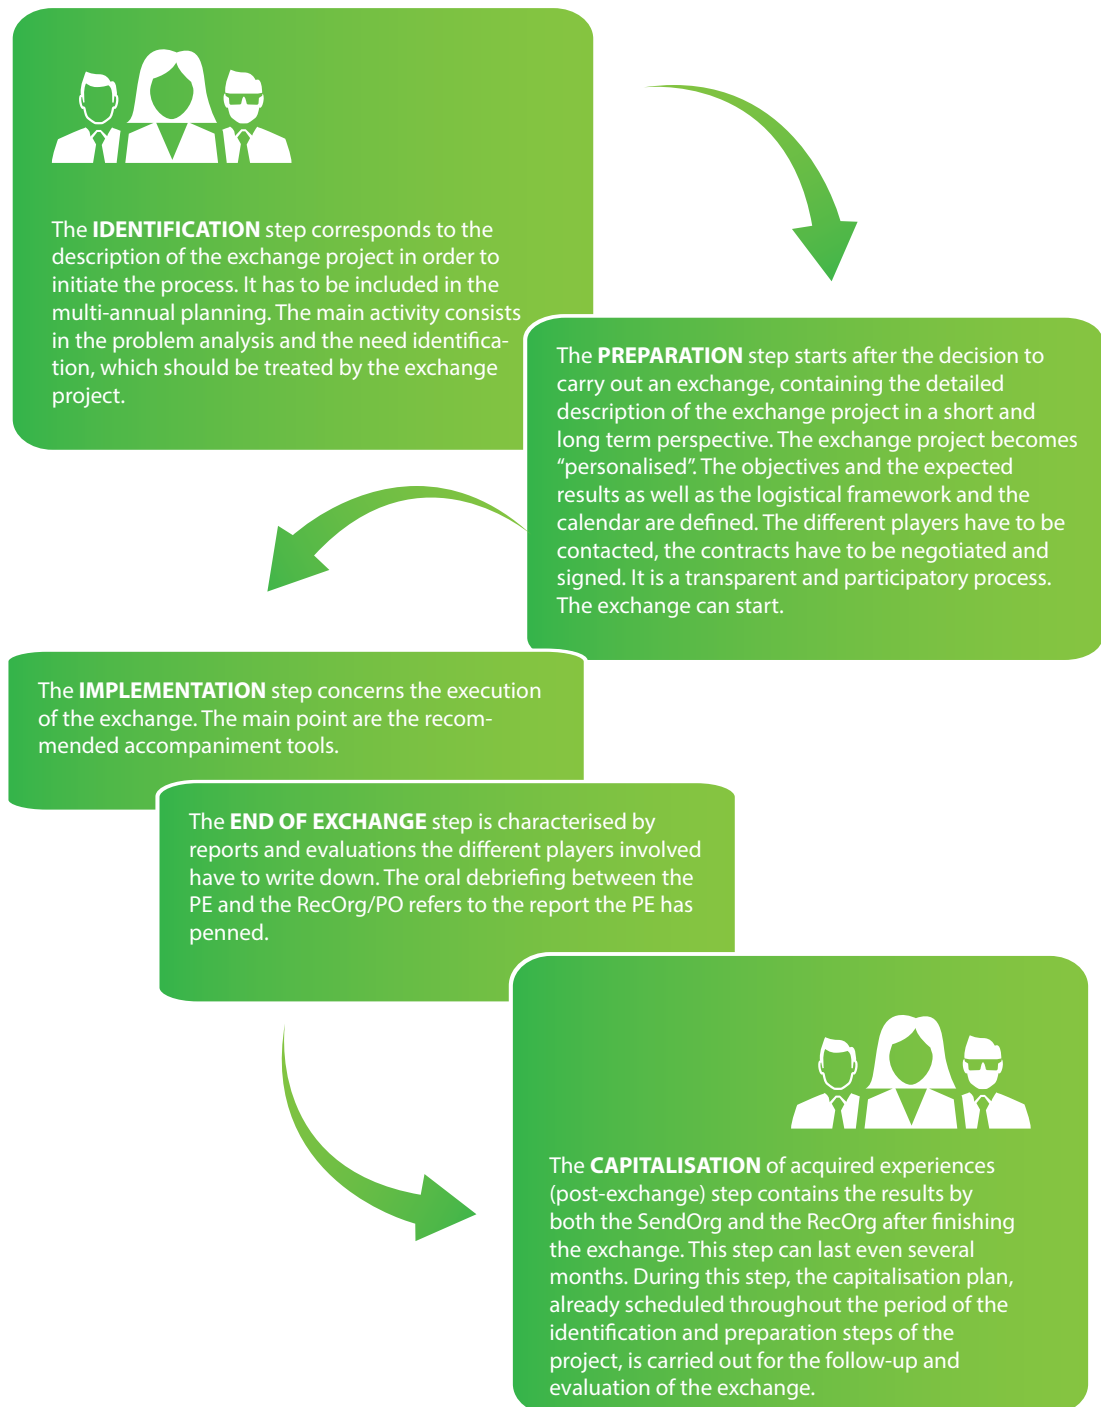 The IDENTIFICATION step corresponds to the
description of the exchange project in order to
initiate the process. It has to be included in the
multi-annual planning. The main activity consists
in the problem analysis and the need identifica-
tion, which should be treated by the exchange
project.
The PREPARATION step starts after the decision to
carry out an exchange, containing the detailed
description of the exchange project in a short and
long term perspective. The exchange project becomes
“personalised”. The objectives and the expected
results as well as the logistical framework and the
calendar are defined. The different players have to be
contacted, the contracts have to be negotiated and
signed. It is a transparent and participatory process.
The exchange can start.
The IMPLEMENTATION step concerns the execution
of the exchange. The main point are the recom-
mended accompaniment tools.
The END OF EXCHANGE step is characterised by
reports and evaluations the different players involved
have to write down. The oral debriefing between the
PE and the RecOrg/PO refers to the report the PE has
penned.
The CAPITALISATION of acquired experiences
(post-exchange) step contains the results by
both the SendOrg and the RecOrg after finishing
the exchange. This step can last even several
months. During this step, the capitalisation plan,
already scheduled throughout the period of the
identification and preparation steps of the
project, is carried out for the follow-up and
evaluation of the exchange.